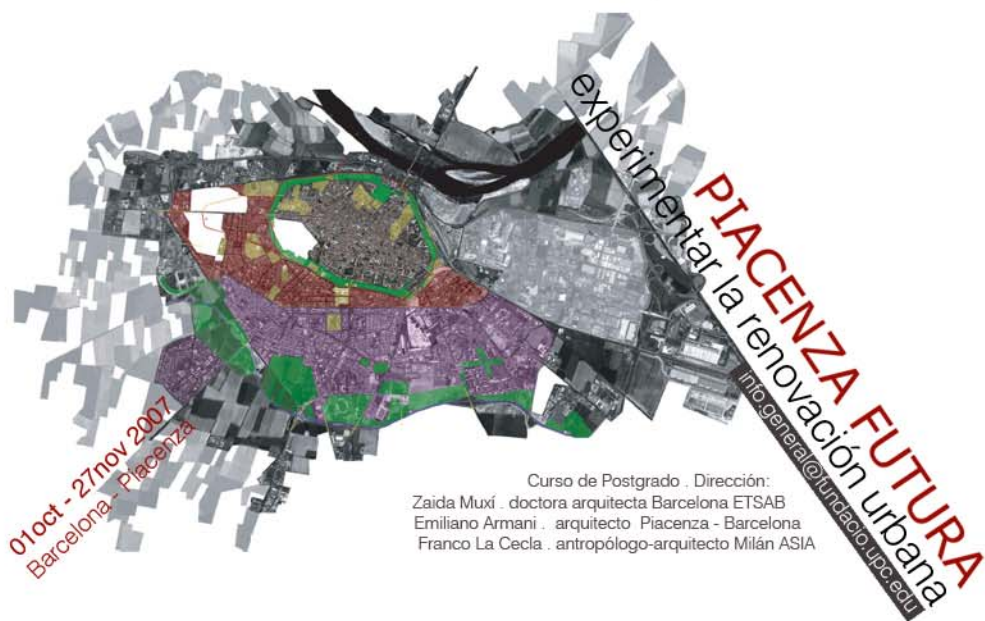 PIACENZA FUTURA
experimentar la renovación urbana
info.general@fundacio.upc.edu
01oct - 27nov 2007
Barcelona - Piacenza
Curso de Postgrado . Dirección:
Zaida Muxí . doctora arquitecta Barcelona ETSAB
Emiliano Armani . arquitecto Piacenza - Barcelona
Franco La Cecla . antropólogo-arquitecto Milán ASIA